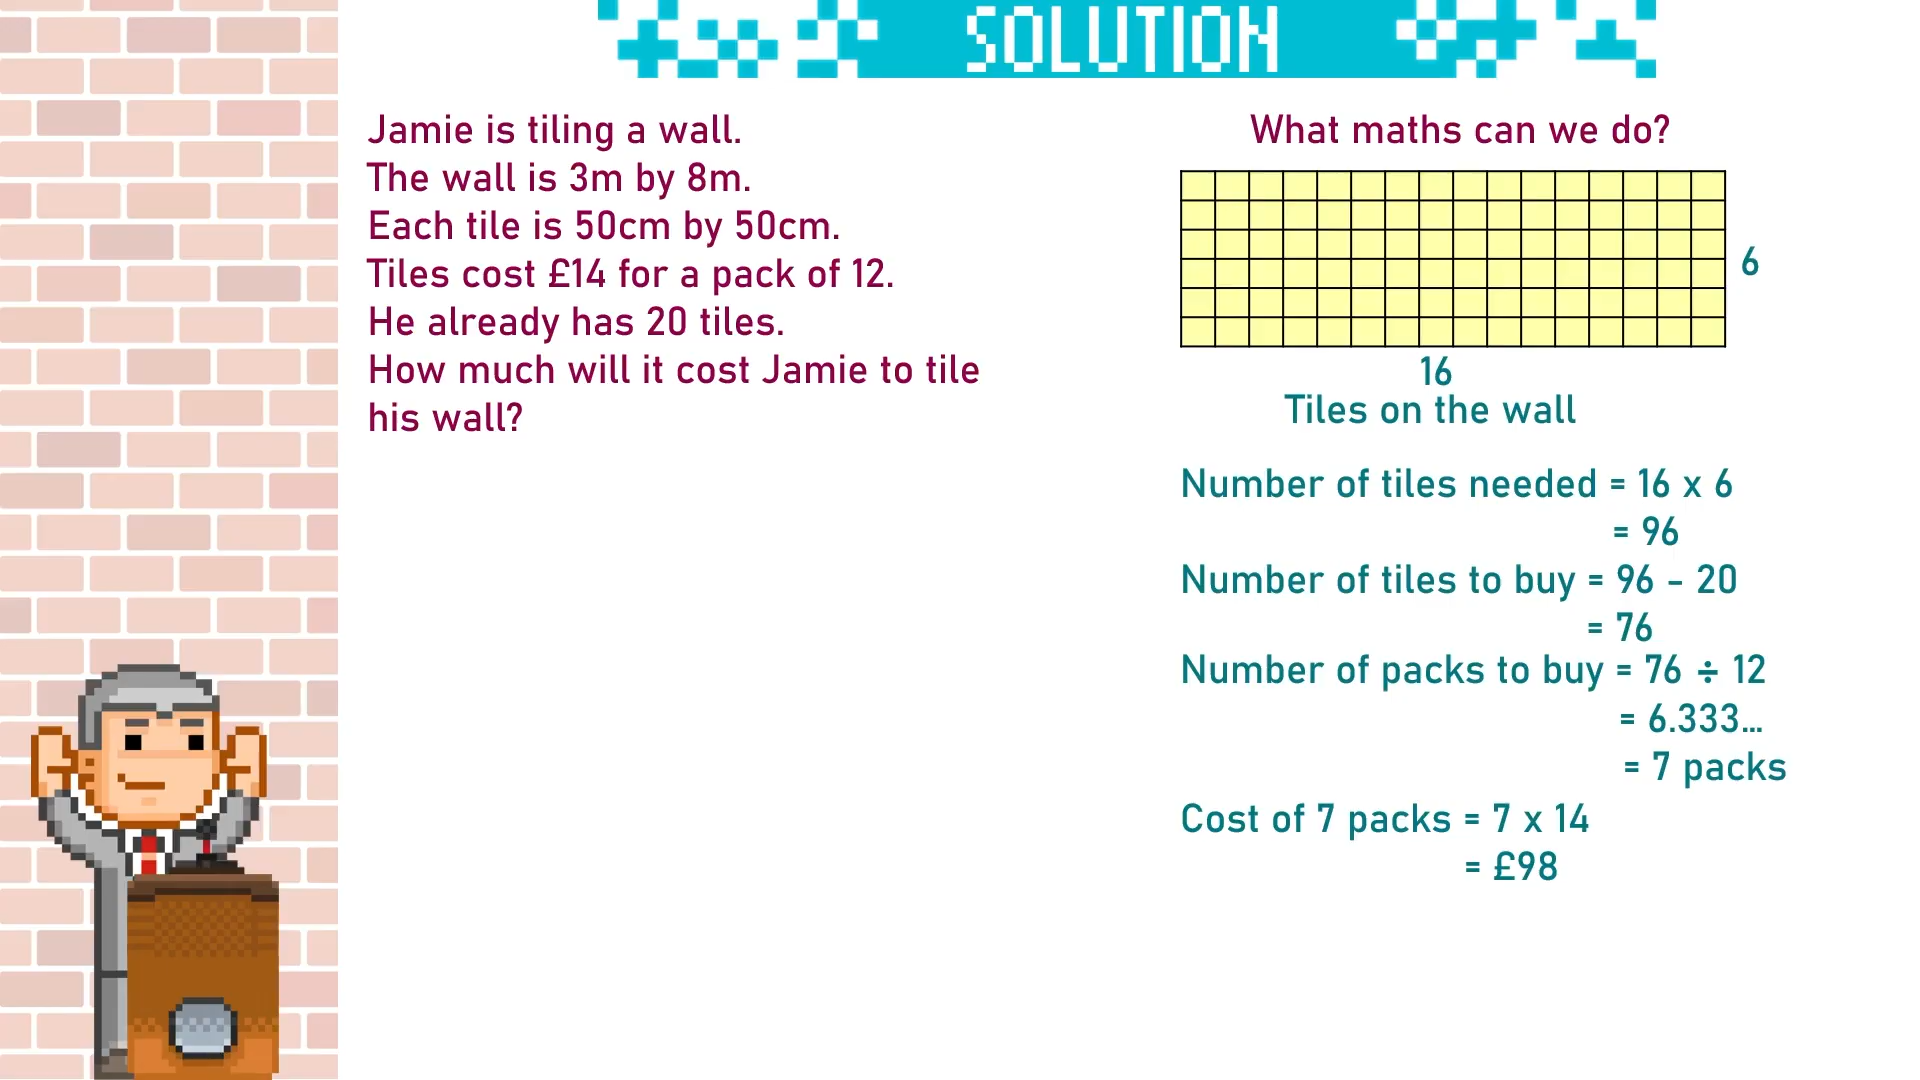 SOLUTION
Jamie is tiling a wall.
The wall is 3m by 8m.
Each tile is 50cm by 50cm.
Tiles cost £14 for a pack of 12.
He already has 20 tiles.
How much will it cost Jamie to tile
his wall?
What maths can we do?
6
16
Tiles on the wall
Number of tiles needed = 16 x 6
= 96
Number of tiles to buy = 96 - 20
= 76
Number of packs to buy = 76 ÷ 12
= 6.333...
= 7 packs
Cost of 7 packs = 7 x 14
= £98